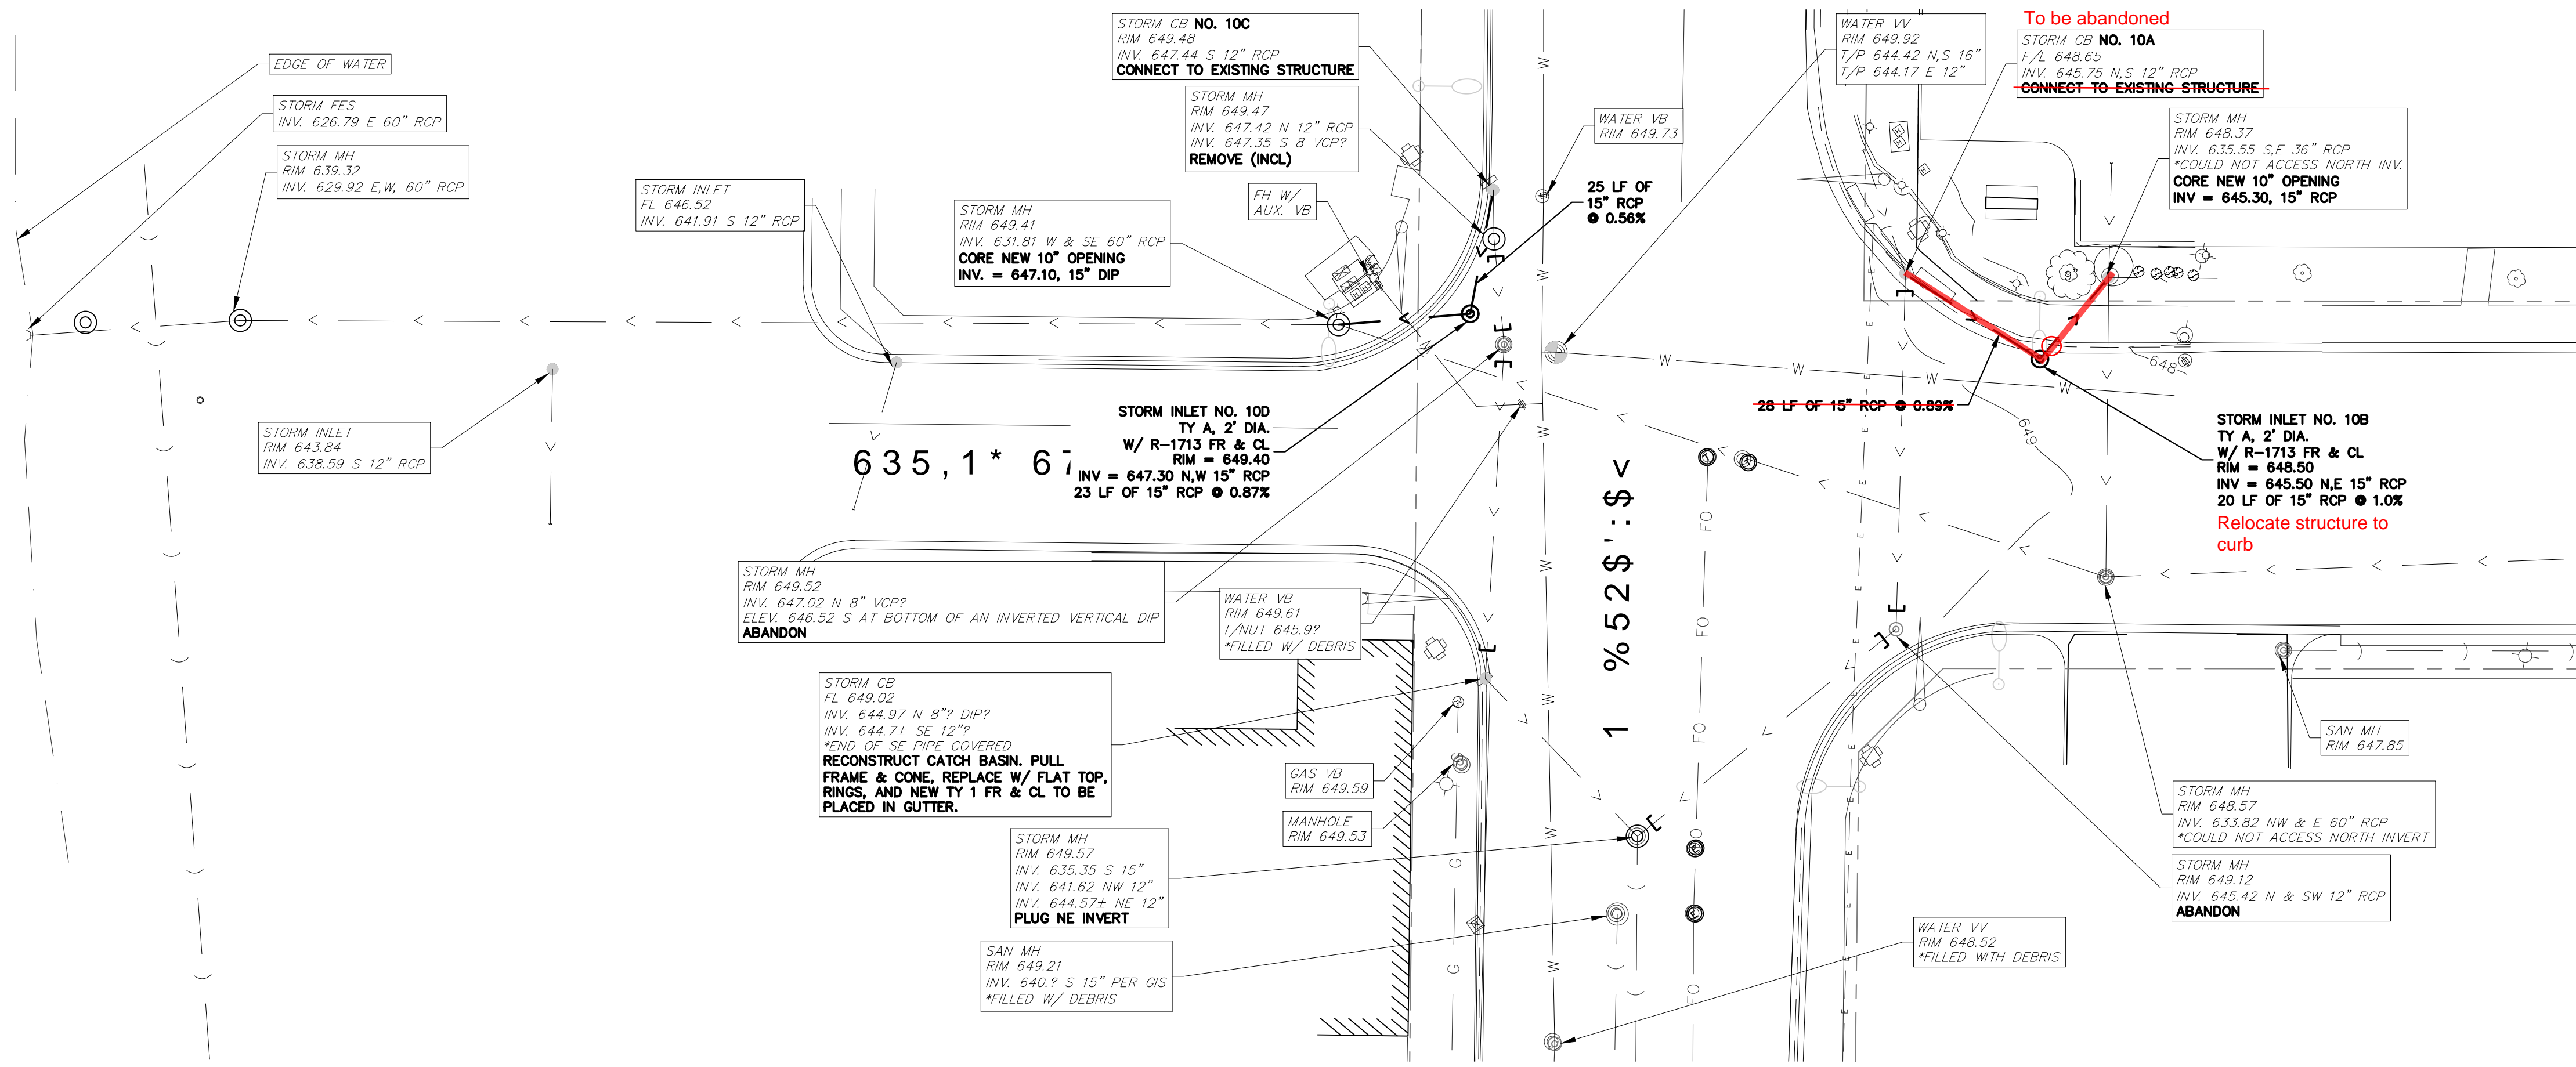 EDGE OF WATER
STORM FES
INV. 626.79 E 60" RCP
STORM MH
RIM 639.32
INV. 629.92 E,W, 60" RCP
STORM INLET
RIM 643.84
INV. 638.59 S 12" RCP
STORM INLET
FL 646.52
INV. 641.91 S 12" RCP
STORM CB NO. 10C
RIM 649.48
INV. 647.44 S 12" RCP
CONNECT TO EXISTING STRUCTURE
STORM MH
RIM 649.47
INV. 647.42 N 12" RCP
INV. 647.35 S 8 VCP?
REMOVE (INCL)
STORM MH
RIM 649.41
INV. 631.81 W & SE 60" RCP
CORE NEW 10" OPENING
INV. = 647.10, 15" DIP
FH W/
AUX. VB
WATER VB
RIM 649.73
25 LF OF
15" RCP
@ 0.56%
WATER VV
RIM 649.92
T/P 644.42 N,S 16"
T/P 644.17 E 12"
To be abandoned
STORM CB NO. 10A
F/L 648.65
INV. 645.75 N,S 12" RCP
CONNECT TO EXISTING STRUCTURE
STORM MH
RIM 648.37
INV. 635.55 S,E 36" RCP
*COULD NOT ACCESS NORTH INV.
CORE NEW 10" OPENING
INV = 645.30, 15" RCP
28 LF OF 15" RCP @ 0.89%
648
649
STORM INLET NO. 10B
TY A, 2' DIA.
W/ R-1713 FR & CL
RIM = 648.50
INV = 645.50 N,E 15" RCP
20 LF OF 15" RCP @ 1.0%
Relocate structure to
curb
STORM INLET NO. 10D
TY A, 2' DIA.
W/ R-1713 FR & CL
RIM = 649.40
INV = 647.30 N,W 15" RCP
23 LF OF 15" RCP @ 0.87%
635,1* 67
1 %52$':$<
STORM MH
RIM 649.52
INV. 647.02 N 8" VCP?
ELEV. 646.52 S AT BOTTOM OF AN INVERTED VERTICAL DIP
ABANDON
WATER VB
RIM 649.61
T/NUT 645.9?
*FILLED W/ DEBRIS
STORM CB
FL 649.02
INV. 644.97 N 8"? DIP?
INV. 644.7± SE 12"?
*END OF SE PIPE COVERED
RECONSTRUCT CATCH BASIN. PULL
FRAME & CONE, REPLACE W/ FLAT TOP,
RINGS, AND NEW TY 1 FR & CL TO BE
PLACED IN GUTTER.
GAS VB
RIM 649.59
MANHOLE
RIM 649.53
STORM MH
RIM 649.57
INV. 635.35 S 15"
INV. 641.62 NW 12"
INV. 644.57± NE 12"
PLUG NE INVERT
SAN MH
RIM 649.21
INV. 640.? S 15" PER GIS
*FILLED W/ DEBRIS
SAN MH
RIM 647.85
STORM MH
RIM 648.57
INV. 633.82 NW & E 60" RCP
*COULD NOT ACCESS NORTH INVERT
STORM MH
RIM 649.12
INV. 645.42 N & SW 12" RCP
ABANDON
WATER VV
RIM 648.52
*FILLED WITH DEBRIS